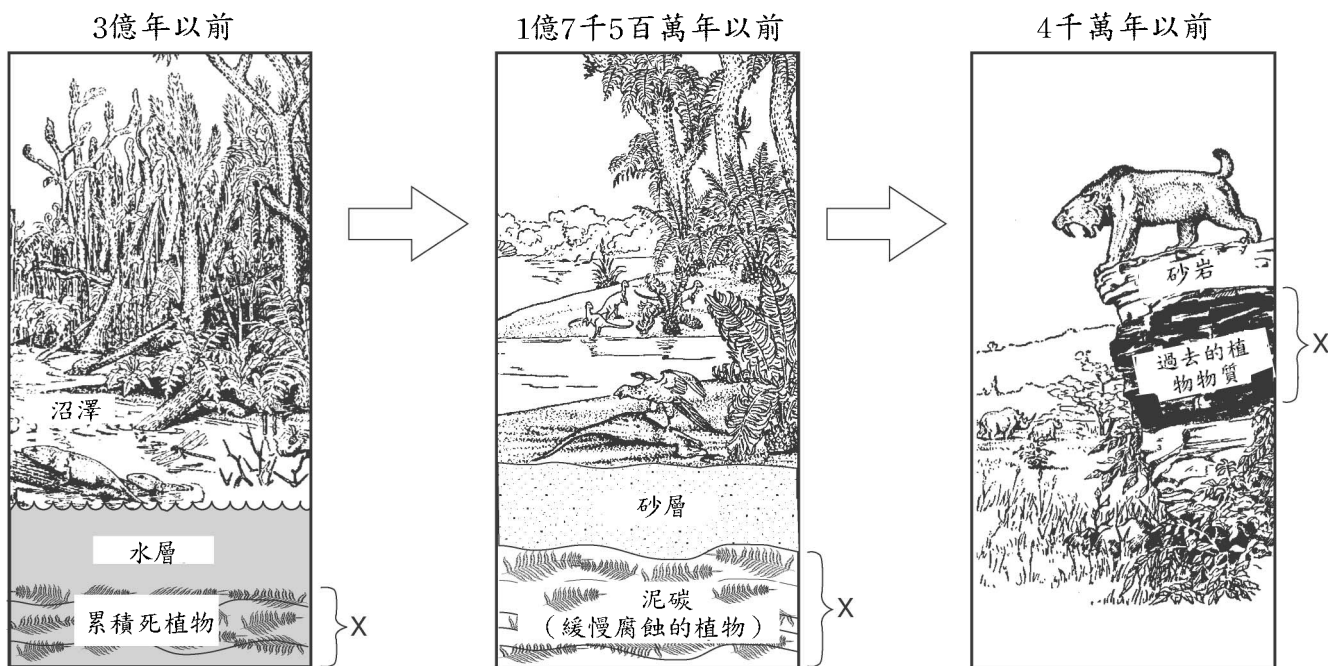 3億年以前
沼澤
水層
累積死植物
X
1億7千5百萬年以前
砂層
泥碳
（緩慢腐蝕的植物）
X
4千萬年以前
砂岩
過去的植
物物質
X